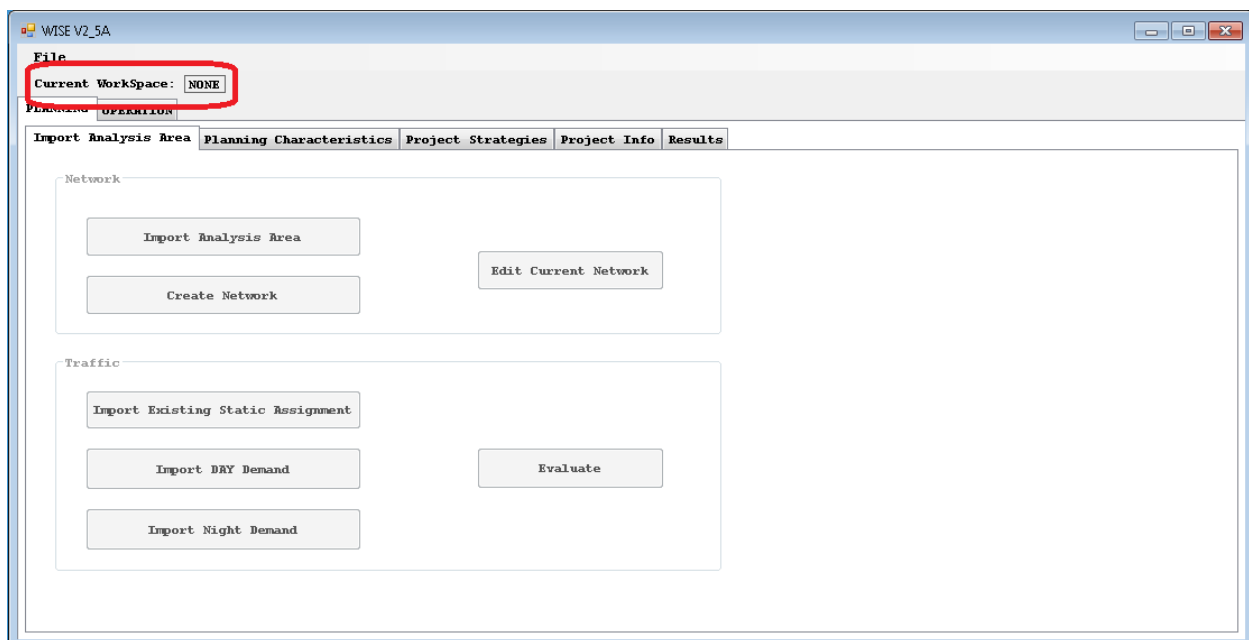 WISE V2_5A
File
Current WorkSpace: NONE
PLANNING OPERATION
Import Analysis Area Planning Characteristics Project Strategies Project Info Results
Network
Import Analysis Area
Edit Current Network
Create Network
Traffic
Import Existing Static Assignment
Import DAY Demand
Evaluate
Import Night Demand